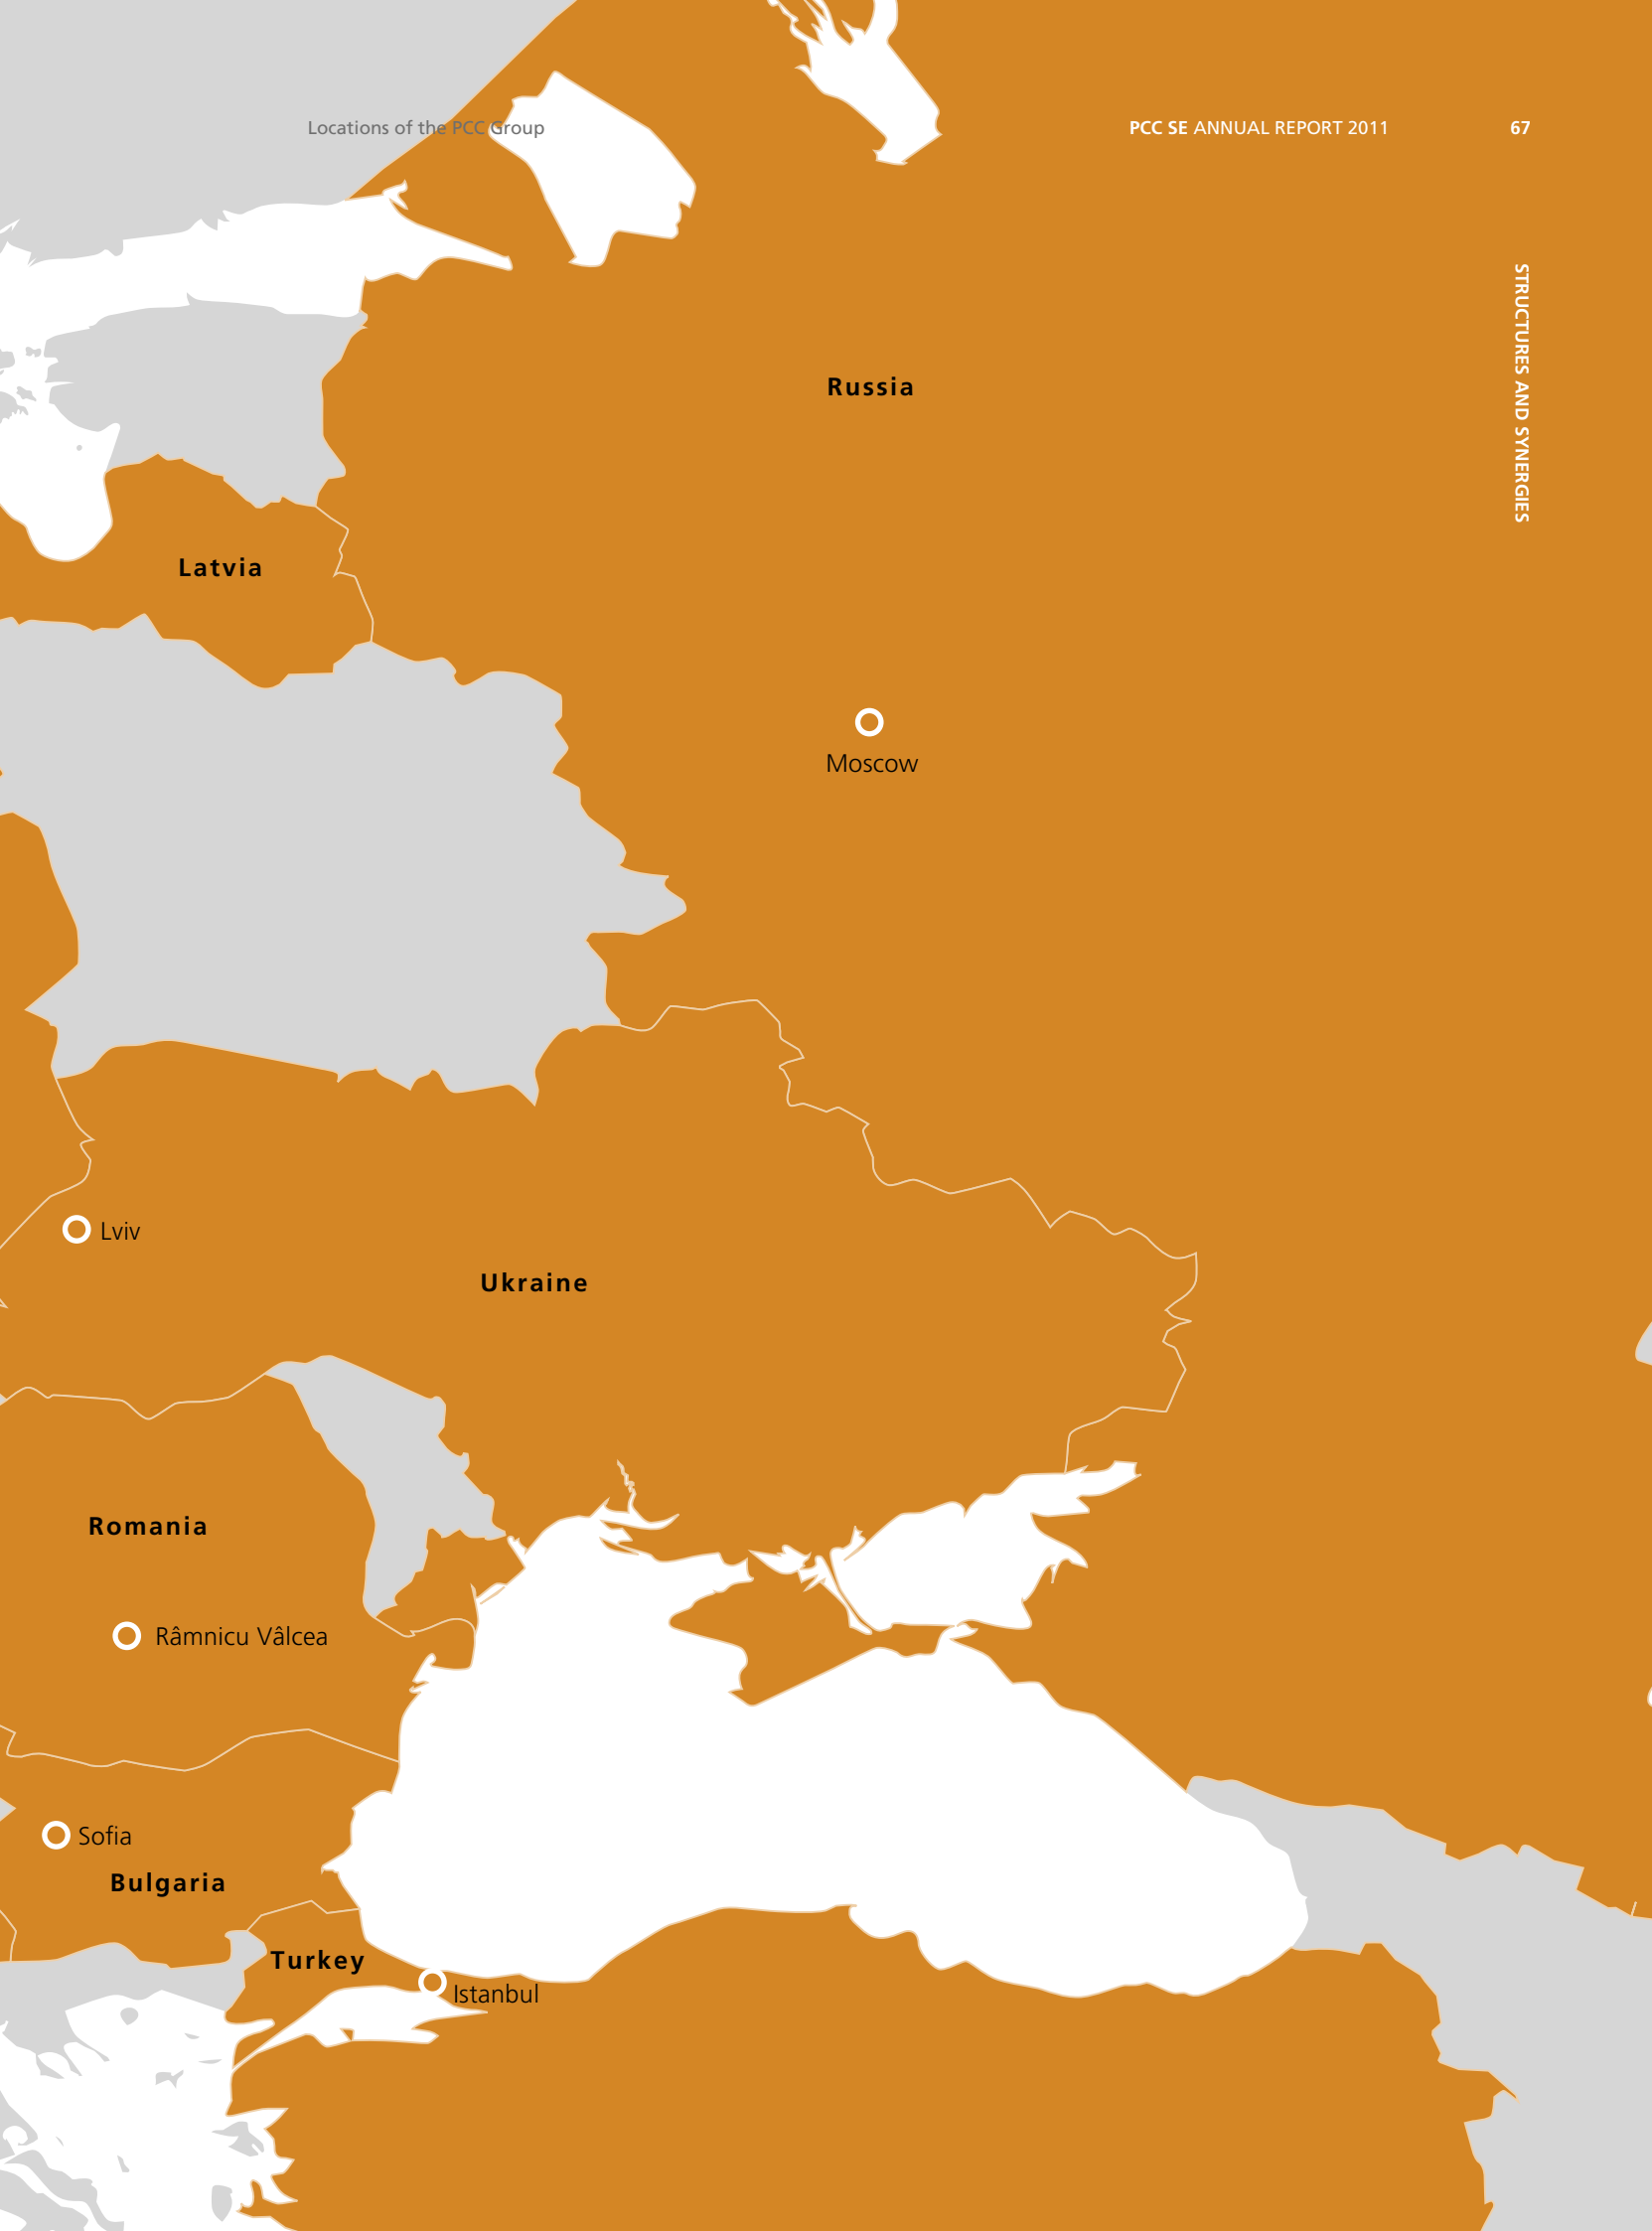 Locations of the PCC Group
PCC SE ANNUAL REPORT 2011
67
STRUCTURES AND SYNERGIES
Russia
Latvia
Moscow
Lviv
Ukraine
Romania
Râmnicu Vâlcea
Sofia
Bulgaria
Turkey
Istanbul